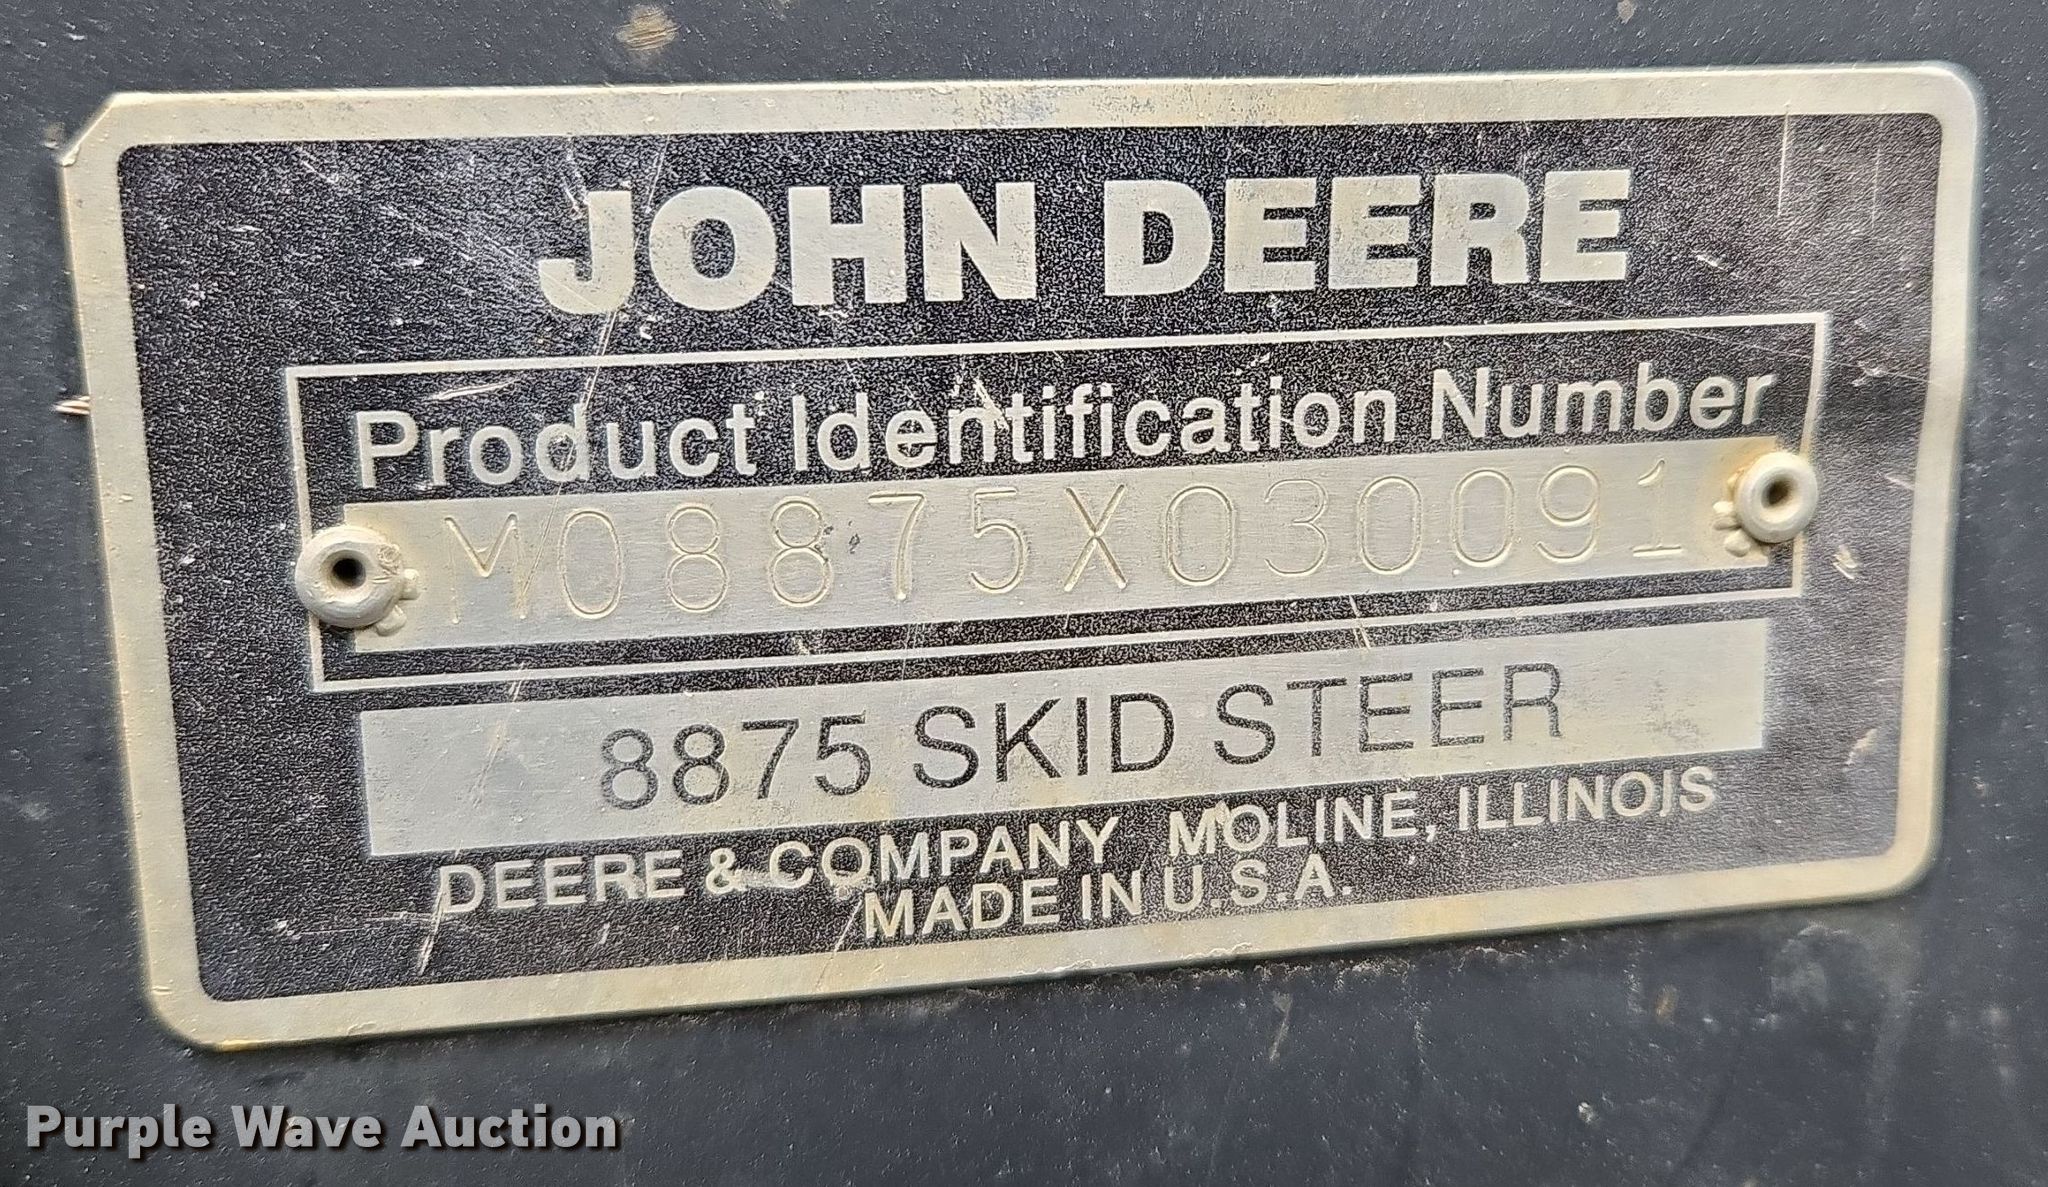 JOHN DEERE
Product Identification Number
M08875X030091
8875 SKID STEER
DEERE & COMPANY MOLINE, ILLINOIS
MADE IN U.S.A.
Purple Wave Auction